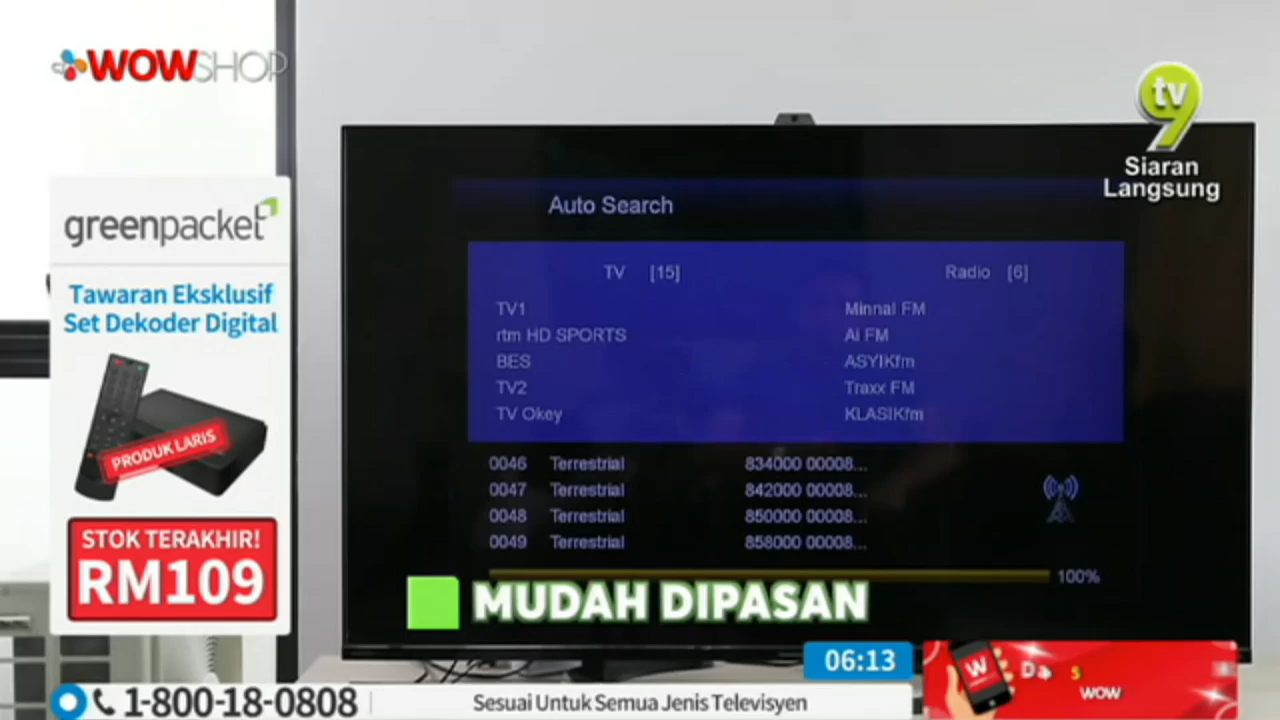 WOWSHOP
tv
9
Siaran
Langsung
greenpacket
Tawaran Eksklusif
Set Dekoder Digital
PRODUK LARIS
STOK TERAKHIR!
RM109
Auto Search
TV [15]
Radio [6]
TV1
Minnal FM
rtm HD SPORTS
Ai FM
BES
ASYIKfm
TV2
Traxx FM
TV Okey
KLASIKfm
0046 Terrestrial 834000 00008...
0047 Terrestrial 842000 00008...
0048 Terrestrial 850000 00008...
0049 Terrestrial 858000 00008...
100%
MUDAH DIPASAN
06:13
1-800-18-0808
Sesuai Untuk Semua Jenis Televisyen
W
Da
S
WOW